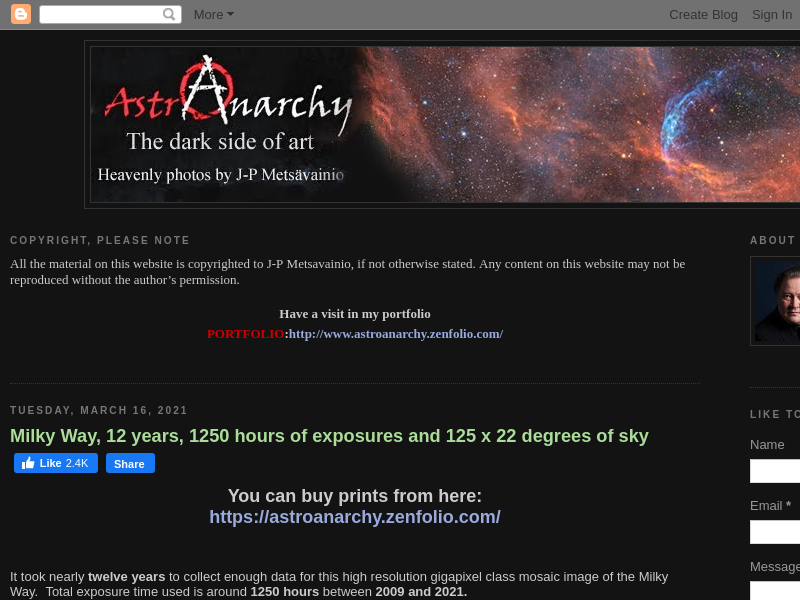 More
Create Blog
Sign In
AstrAnarchy
The dark side of art
Heavenly photos by J-P Metsävainio
COPYRIGHT, PLEASE NOTE
All the material on this website is copyrighted to J-P Metsavainio, if not otherwise stated. Any content on this website may not be
reproduced without the author’s permission.
Have a visit in my portfolio
PORTFOLIO:http://www.astroanarchy.zenfolio.com/
TUESDAY, MARCH 16, 2021
Milky Way, 12 years, 1250 hours of exposures and 125 x 22 degrees of sky
Like 2.4K
Share
You can buy prints from here:
https://astroanarchy.zenfolio.com/
It took nearly twelve years to collect enough data for this high resolution gigapixel class mosaic image of the Milky
Way.  Total exposure time used is around 1250 hours between 2009 and 2021.
ABOUT
LIKE TO
Name
Email *
Message